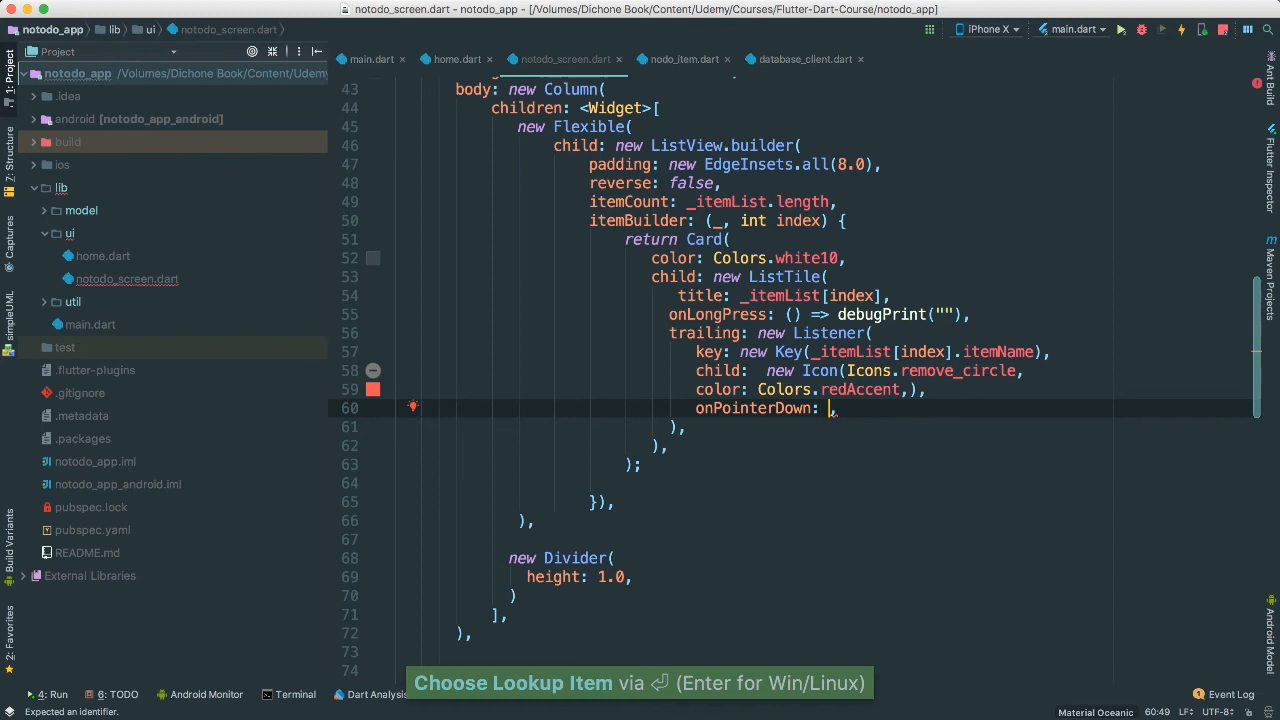 notodo_screen.dart - notodo_app - [/Volumes/Dichone Book/Content/Udemy/Courses/Flutter-Dart-Course/notodo_app]
notodo_app
lib
ui
notodo_screen.dart
iPhone X
main.dart
Project
main.dart
home.dart
notodo_screen.dart
nodo_item.dart
database_client.dart
1: Project
7: Structure
Captures
simpleUML
Build Variants
2: Favorites
notodo_app /Volumes/Dichone Book/Content/Udemy
.idea
android [notodo_app_android]
build
ios
lib
model
ui
home.dart
notodo_screen.dart
util
main.dart
test
.flutter-plugins
.gitignore
.metadata
.packages
notodo_app.iml
notodo_app_android.iml
pubspec.lock
pubspec.yaml
README.md
External Libraries
43 body: new Column(
44 children: <Widget>[
45 new Flexible(
46 child: new ListView.builder(
47 padding: new EdgeInsets.all(8.0),
48 reverse: false,
49 itemCount: _itemList.length,
50 itemBuilder: (_, int index) {
51 return Card(
52 color: Colors.white10,
53 child: new ListTile(
54 title: _itemList[index],
55 onLongPress: () => debugPrint(""),
56 trailing: new Listener(
57 key: new Key(_itemList[index].itemName),
58 child:  new Icon(Icons.remove_circle,
59 color: Colors.redAccent,),
60 onPointerDown: ,
61 ),
62 ),
63 );
64
65 }),
66 ),
67
68 new Divider(
69 height: 1.0,
70 )
71 ],
72 ),
73
74
Choose Lookup Item via ⏎ (Enter for Win/Linux)
Ant Build
Flutter Inspector
Maven Projects
Android Model
4: Run
6: TODO
Android Monitor
Terminal
Dart Analysis
1 Event Log
Expected an identifier.
Material Oceanic
60:49
LF
UTF-8